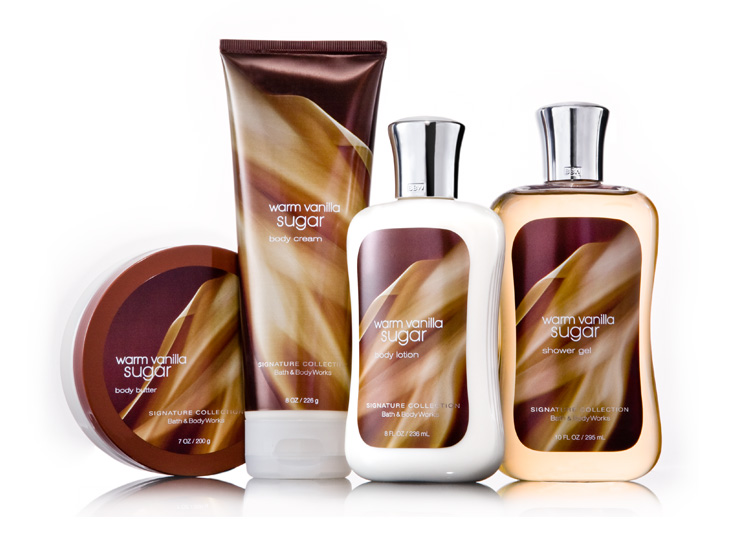 warm vanilla
sugar
body butter
SIGNATURE COLLECTION
Bath & Body Works
7 OZ / 200 g
warm vanilla
sugar
body cream
SIGNATURE COLLECTION
Bath & Body Works
8 OZ / 226 g
warm vanilla
sugar
body lotion
SIGNATURE COLLECTION
Bath & Body Works
8 FL OZ / 236 mL
warm vanilla
sugar
shower gel
SIGNATURE COLLECTION
Bath & Body Works
10 FL OZ / 295 mL